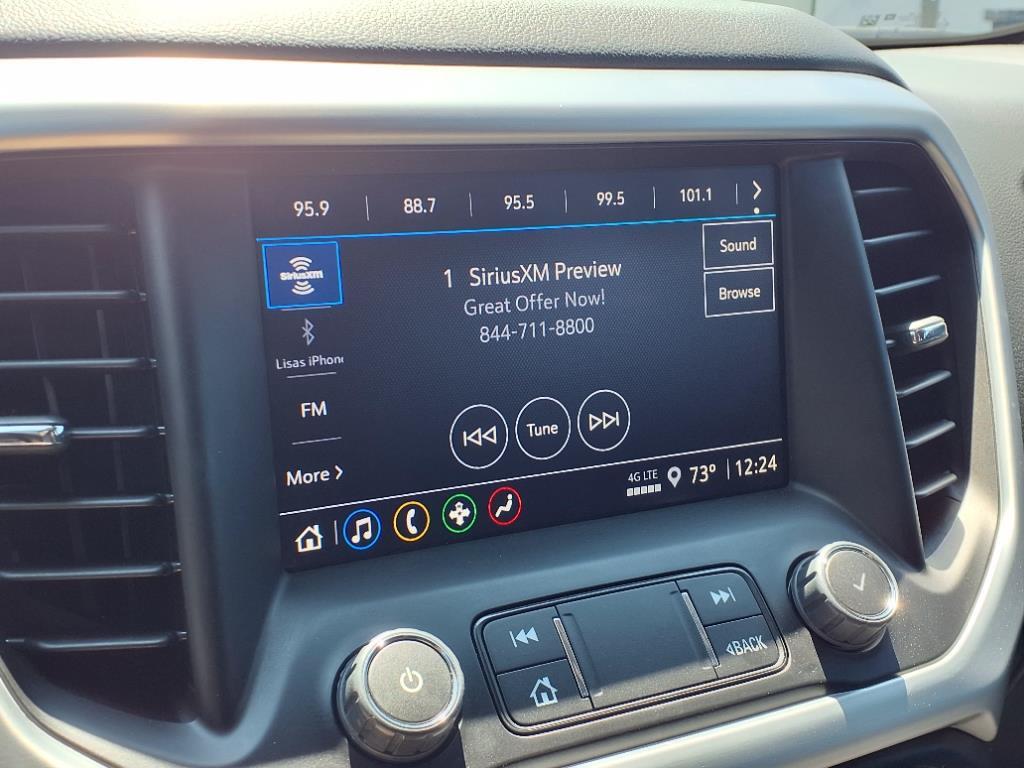 95.9 88.7 95.5 99.5 101.1
SiriusXM
1 SiriusXM Preview
Great Offer Now!
844-711-8800
Sound
Browse
Lisas iPhone
FM
More
Tune
4G LTE
73° 12:24
BACK